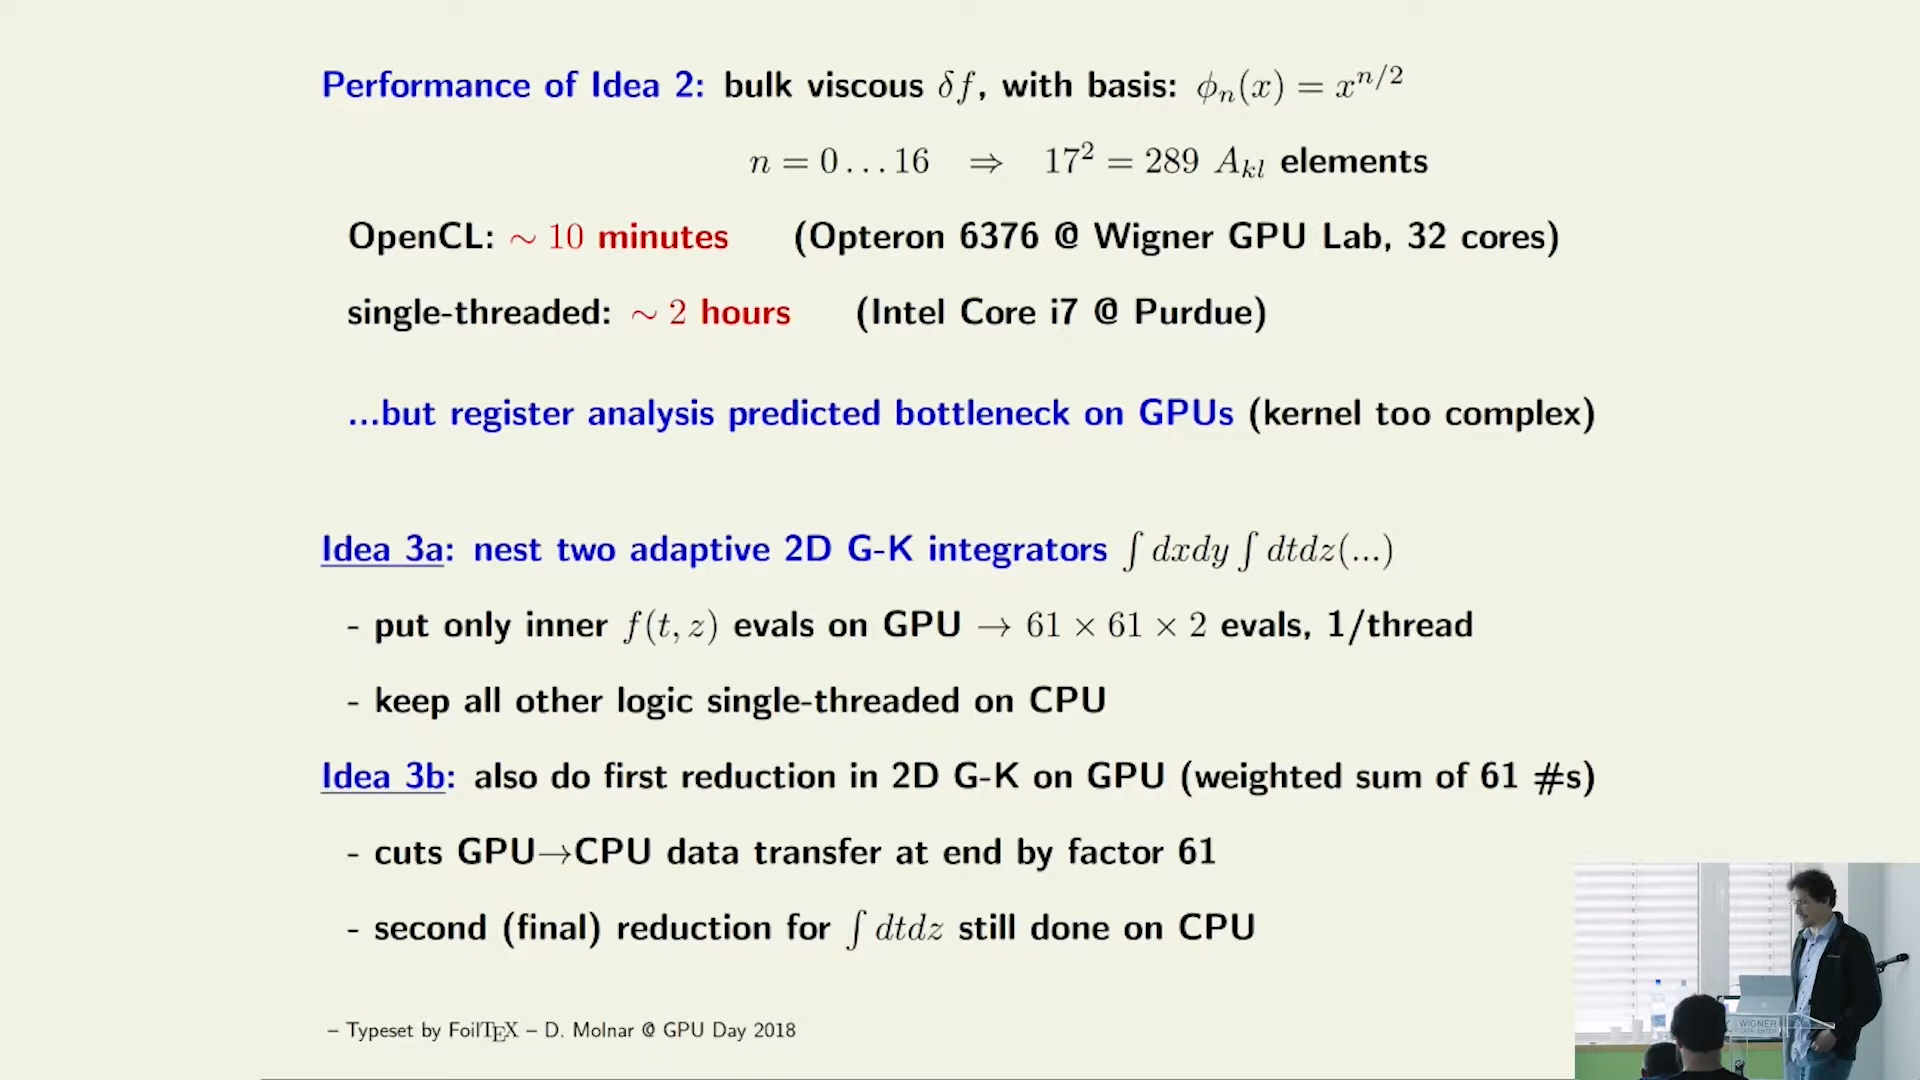 Performance of Idea 2: bulk viscous δf, with basis: ϕₙ(x) = x^{n/2}
n = 0...16 ⇒ 17² = 289 A_{kl} elements
OpenCL: ∼ 10 minutes (Opteron 6376 @ Wigner GPU Lab, 32 cores)
single-threaded: ∼ 2 hours (Intel Core i7 @ Purdue)
...but register analysis predicted bottleneck on GPUs (kernel too complex)
Idea 3a: nest two adaptive 2D G-K integrators ∫ dxdy ∫ dtdz(...)
- put only inner f(t, z) evals on GPU → 61 × 61 × 2 evals, 1/thread
- keep all other logic single-threaded on CPU
Idea 3b: also do first reduction in 2D G-K on GPU (weighted sum of 61 #s)
- cuts GPU→CPU data transfer at end by factor 61
- second (final) reduction for ∫ dtdz still done on CPU
– Typeset by FoilTEX – D. Molnar @ GPU Day 2018
WIGNER